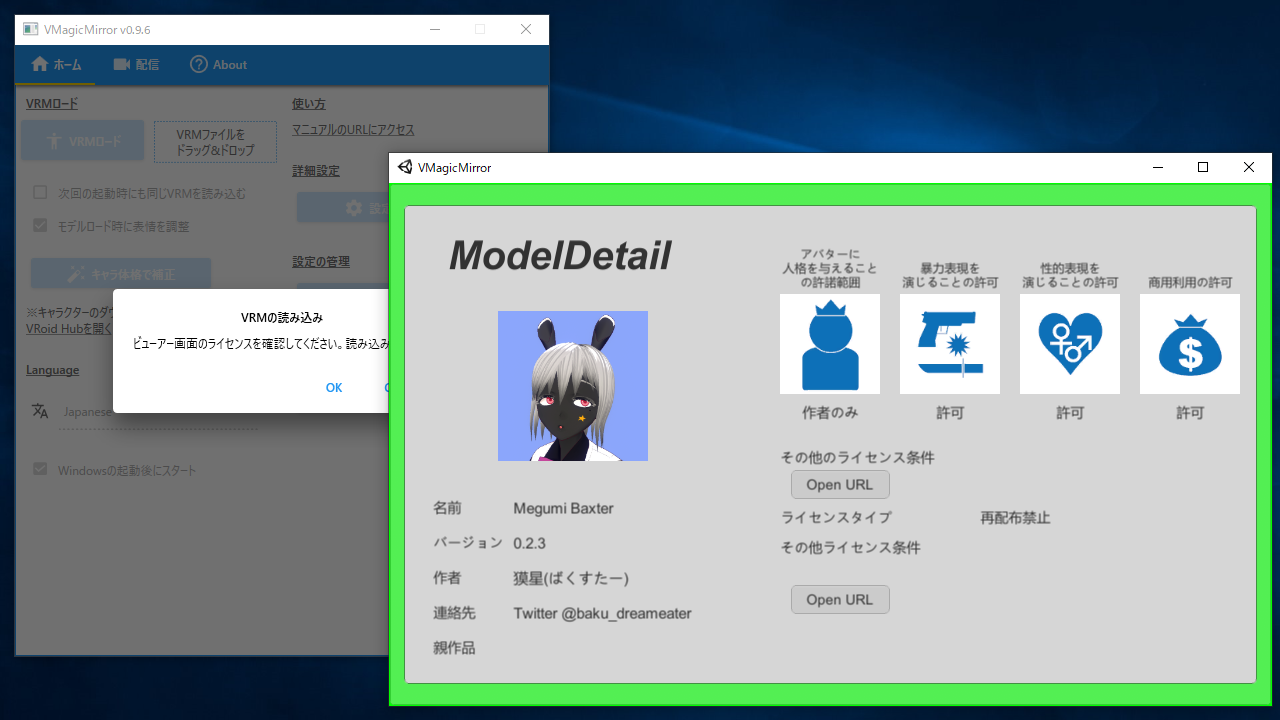 VMagicMirror v0.9.6
ホーム
配信
About
VRMロード
VRMロード
VRMファイルを
ドラッグ&ドロップ
次回の起動時にも同じVRMを読み込む
モデルロード時に表情を調整
キャラ体格で補正
※キャラクターのダウ
VRoid Hubを開く
Language
Japanese
Windowsの起動後にスタート
使い方
マニュアルのURLにアクセス
詳細設定
設定の管理
VRMの読み込み
ビューアー画面のライセンスを確認してください。読み込み
OK
VMagicMirror
ModelDetail
名前 Megumi Baxter
バージョン 0.2.3
作者 獏星(ばくすたー)
連絡先 Twitter @baku_dreameater
親作品
アバターに
人格を与えること
の許諾範囲
作者のみ
暴力表現を
演じることの許可
許可
性的表現を
演じることの許可
許可
商用利用の許可
$
許可
その他のライセンス条件
Open URL
ライセンスタイプ 再配布禁止
その他ライセンス条件
Open URL